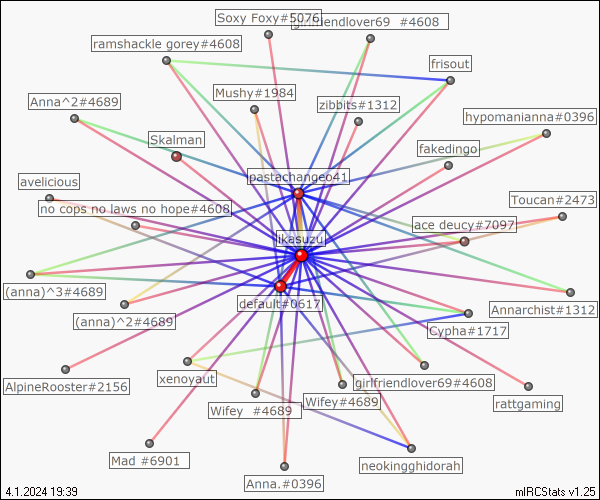 Soxy Foxy#5076
girlfriendlover69 #4608
ramshackle gorey#4608
frisout
Mushy#1984
Anna^2#4689
zibbits#1312
hypomanianna#0396
Skalman
fakedingo
pastachangeo41
avelicious
Toucan#2473
no cops no laws no hope#4608
ace deucy#7097
ikasuzu
(anna)^3#4689
default#0617
Annarchist#1312
(anna)^2#4689
Cypha#1717
xenoyaut
girlfriendlover69#4608
AlpineRooster#2156
rattgaming
Wifey #4689
Wifey#4689
Mad #6901
neokingghidorah
Anna.#0396
4.1.2024 19:39
mIRCStats v1.25